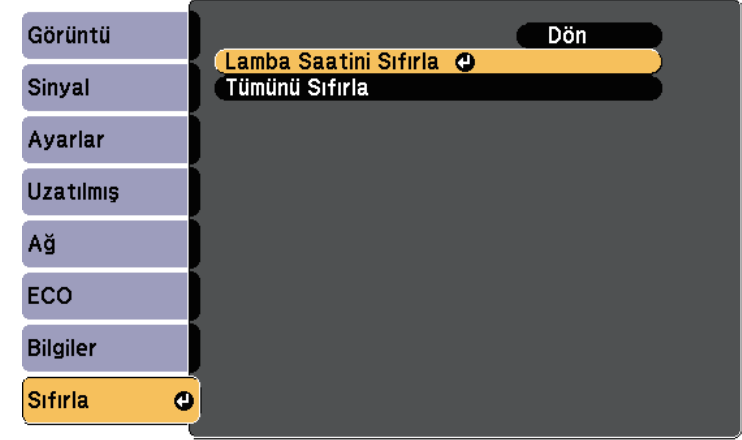 Görüntü
Sinyal
Ayarlar
Uzatılmış
Ağ
ECO
Bilgiler
Sıfırla
Dön
Lamba Saatini Sıfırla
Tümünü Sıfırla